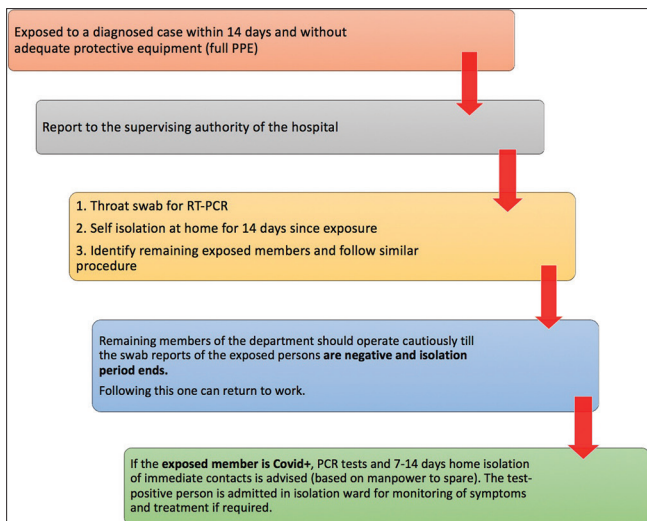 Exposed to a diagnosed case within 14 days and without
adequate protective equipment (full PPE)
Report to the supervising authority of the hospital
1. Throat swab for RT-PCR
2. Self isolation at home for 14 days since exposure
3. Identify remaining exposed members and follow similar
procedure
Remaining members of the department should operate cautiously till
the swab reports of the exposed persons are negative and isolation
period ends.
Following this one can return to work.
If the exposed member is Covid+, PCR tests and 7-14 days home isolation
of immediate contacts is advised (based on manpower to spare). The test-
positive person is admitted in isolation ward for monitoring of symptoms
and treatment if required.